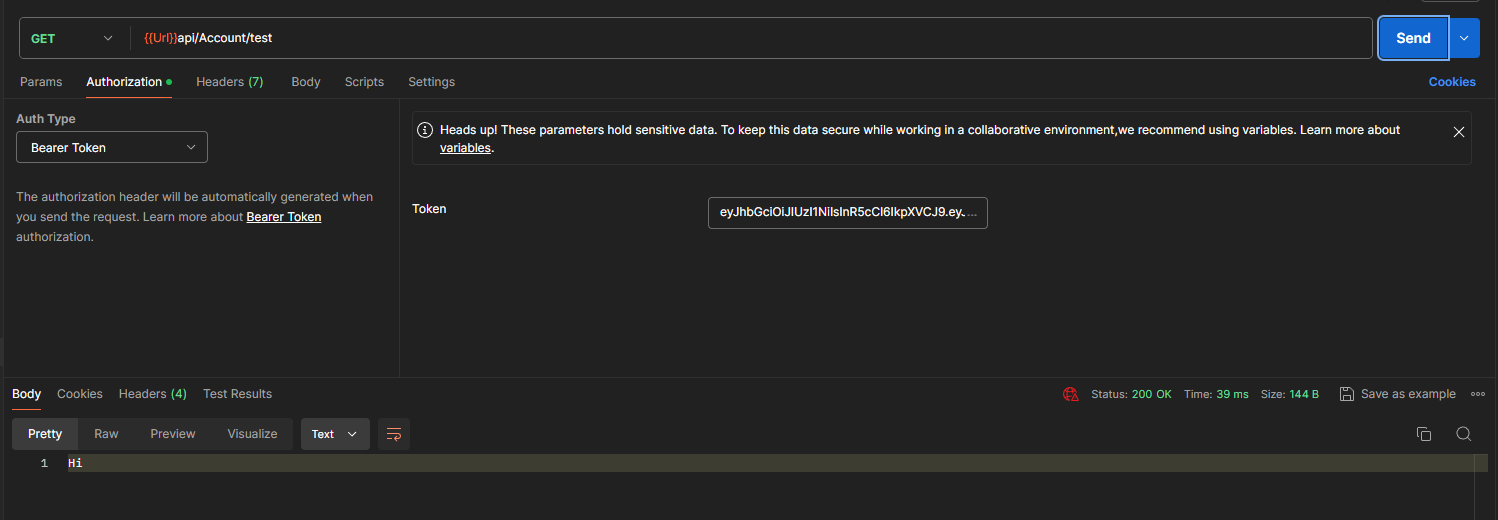 GET {{Url}}api/Account/test Send
Params Authorization Headers (7) Body Scripts Settings Cookies
Auth Type
Bearer Token
The authorization header will be automatically generated when
you send the request. Learn more about Bearer Token
authorization.
Heads up! These parameters hold sensitive data. To keep this data secure while working in a collaborative environment,we recommend using variables. Learn more about
variables.
Token eyJhbGciOiJIUzI1NiIsInR5cCI6IkpXVCJ9.ey. ...
Body Cookies Headers (4) Test Results Status: 200 OK Time: 39 ms Size: 144 B Save as example
Pretty Raw Preview Visualize Text
1 Hi